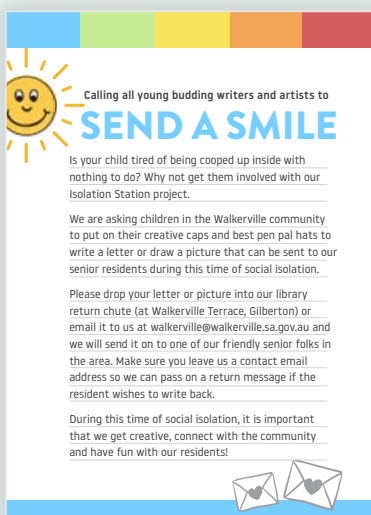 Calling all young budding writers and artists to
SEND A SMILE
Is your child tired of being cooped up inside with
nothing to do? Why not get them involved with our
Isolation Station project.
We are asking children in the Walkerville community
to put on their creative caps and best pen pal hats to
write a letter or draw a picture that can be sent to our
senior residents during this time of social isolation.
Please drop your letter or picture into our library
return chute (at Walkerville Terrace, Gilberton) or
email it to us at walkerville@walkerville.sa.gov.au and
we will send it on to one of our friendly senior folks in
the area. Make sure you leave us a contact email
address so we can pass on a return message if the
resident wishes to write back.
During this time of social isolation, it is important
that we get creative, connect with the community
and have fun with our residents!